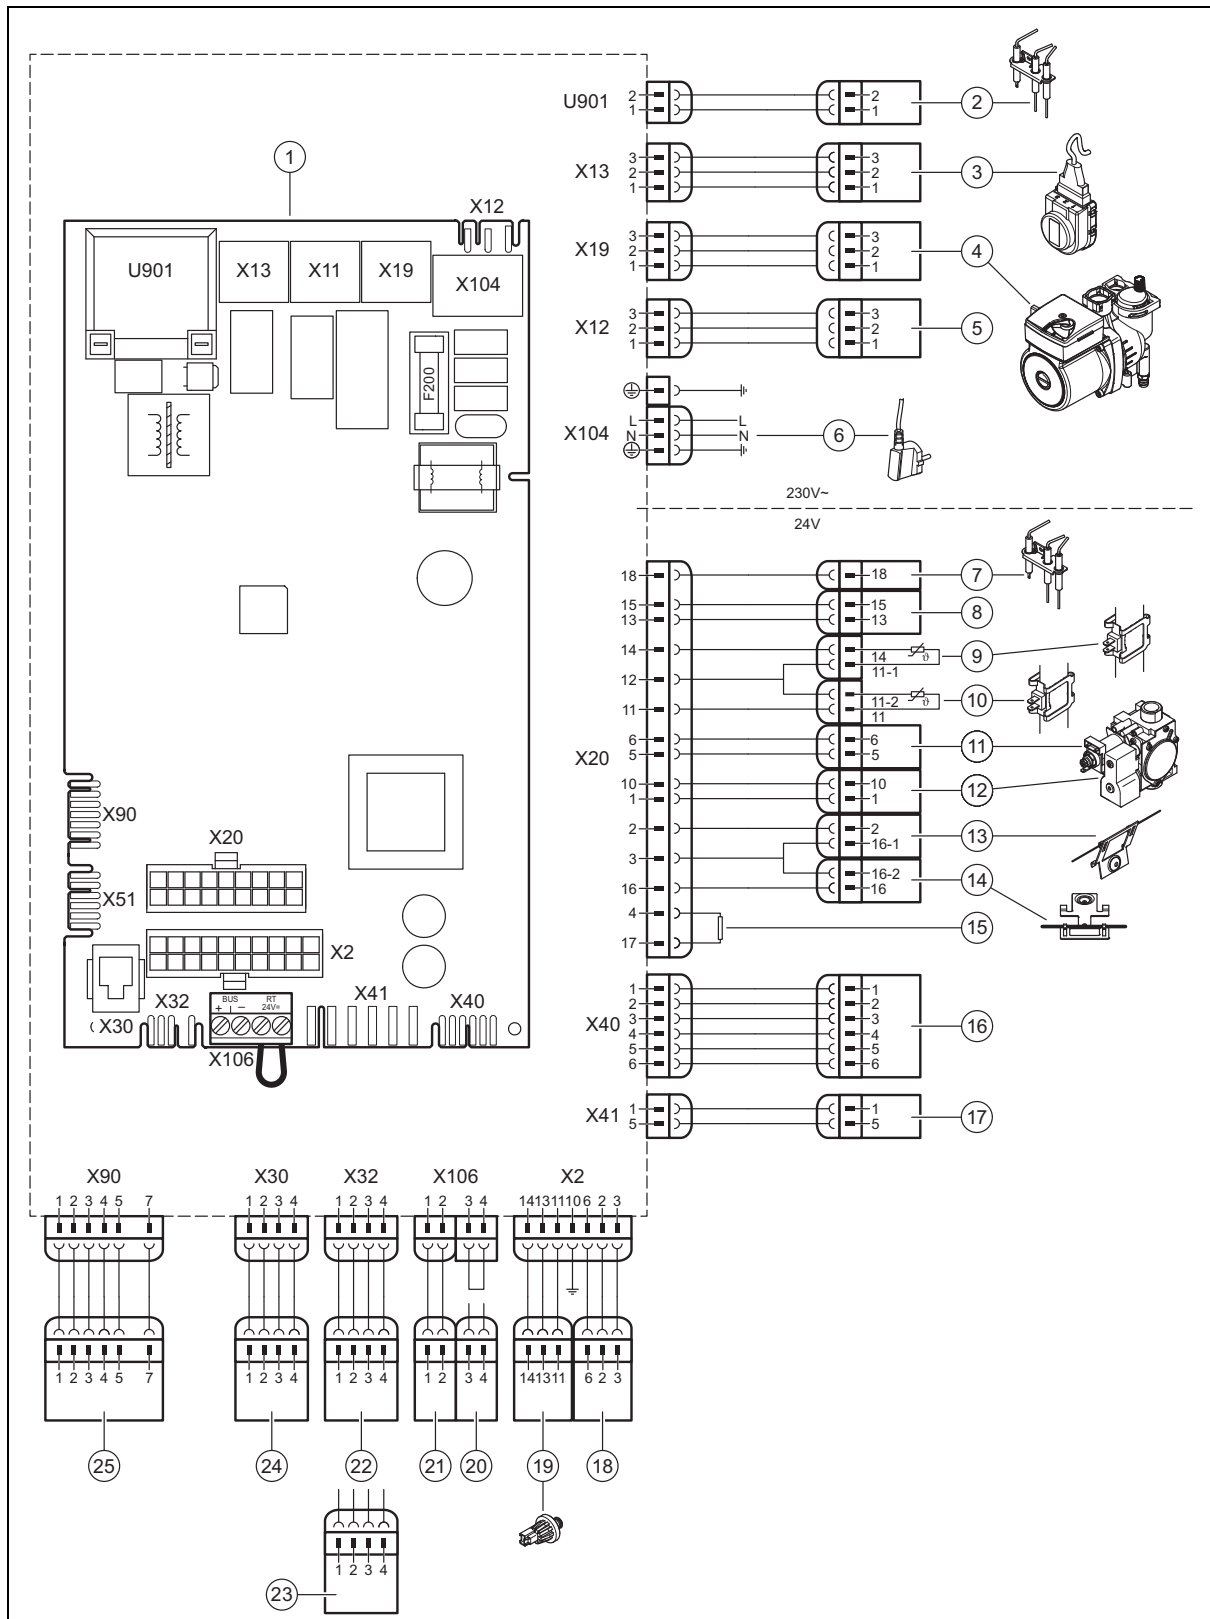 U901 2 2 2
1 1
X13 3 3 3
2 2
1 1
1
X12
U901 X13 X11 X19 X104
F200
X19 3 3 4
2 2
1 1
X12 3 3 5
2 2
1 1
X104 L L
N N 6
230V~
24V
18 18 7
15 15 8
13 13
14 14 ϑ 9
11-1
12
11-2 ϑ 10
11 11
X20 6 6 11
5 5
10 10 12
1 1
2 2 13
16-1
3
16-2 14
16 16
4 15
17
X90
X20
X51
X2
X30 X32 X41 X40
BUS RT
+ − 24V=
X106
X40 1 1
2 2
3 3 16
4 4
5 5
6 6
X41 1 1 17
5 5
X90 X30 X32 X106 X2
1 2 3 4 5 7 1 2 3 4 1 2 3 4 1 2 3 4 14 13 11 10 6 2 3
1 2 3 4 5 7 1 2 3 4 1 2 3 4 1 2 3 4 14 13 11 6 2 3
25 24 22 21 20 19 18
1 2 3 4
23